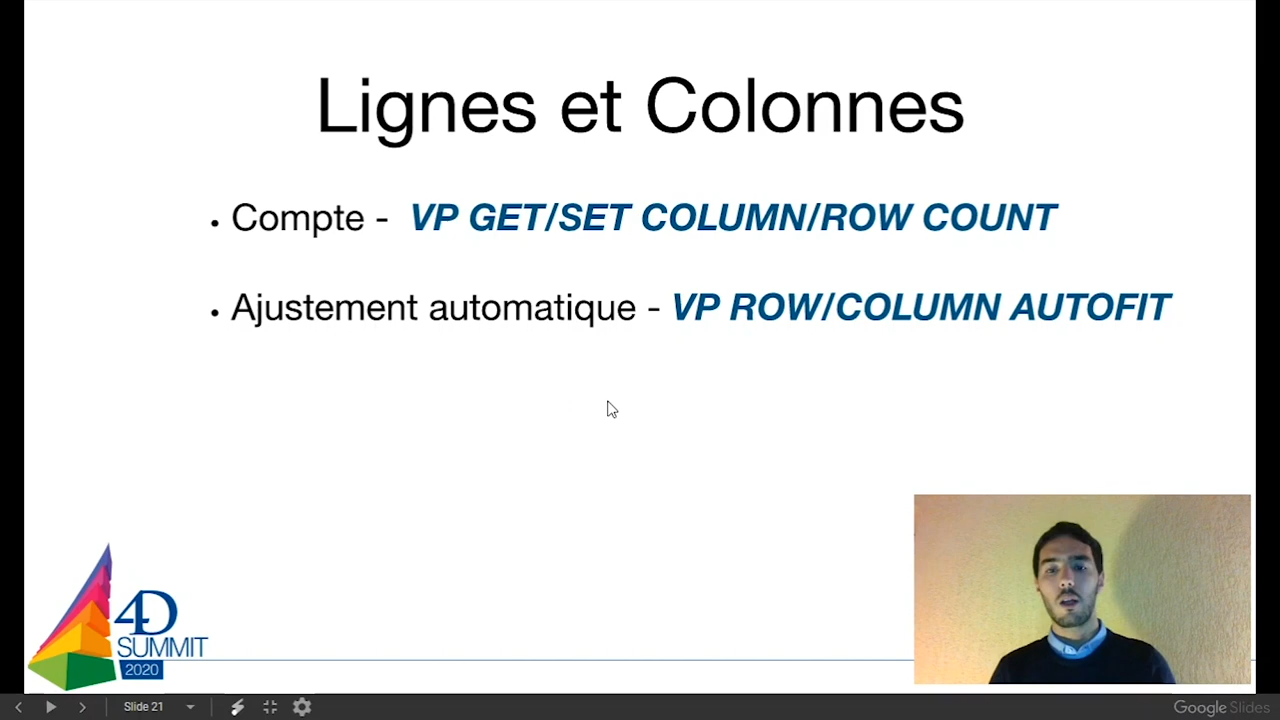 Lignes et Colonnes
• Compte - VP GET/SET COLUMN/ROW COUNT
• Ajustement automatique - VP ROW/COLUMN AUTOFIT
4D
SUMMIT
2020
Slide 21
Google Slides